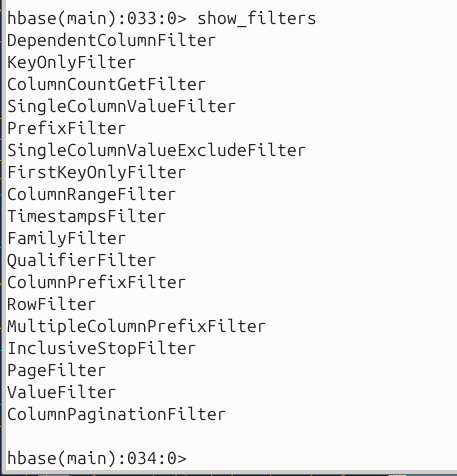 hbase(main):033:0> show_filters
DependentColumnFilter
KeyOnlyFilter
ColumnCountGetFilter
SingleColumnValueFilter
PrefixFilter
SingleColumnValueExcludeFilter
FirstKeyOnlyFilter
ColumnRangeFilter
TimestampsFilter
FamilyFilter
QualifierFilter
ColumnPrefixFilter
RowFilter
MultipleColumnPrefixFilter
InclusiveStopFilter
PageFilter
ValueFilter
ColumnPaginationFilter
hbase(main):034:0>